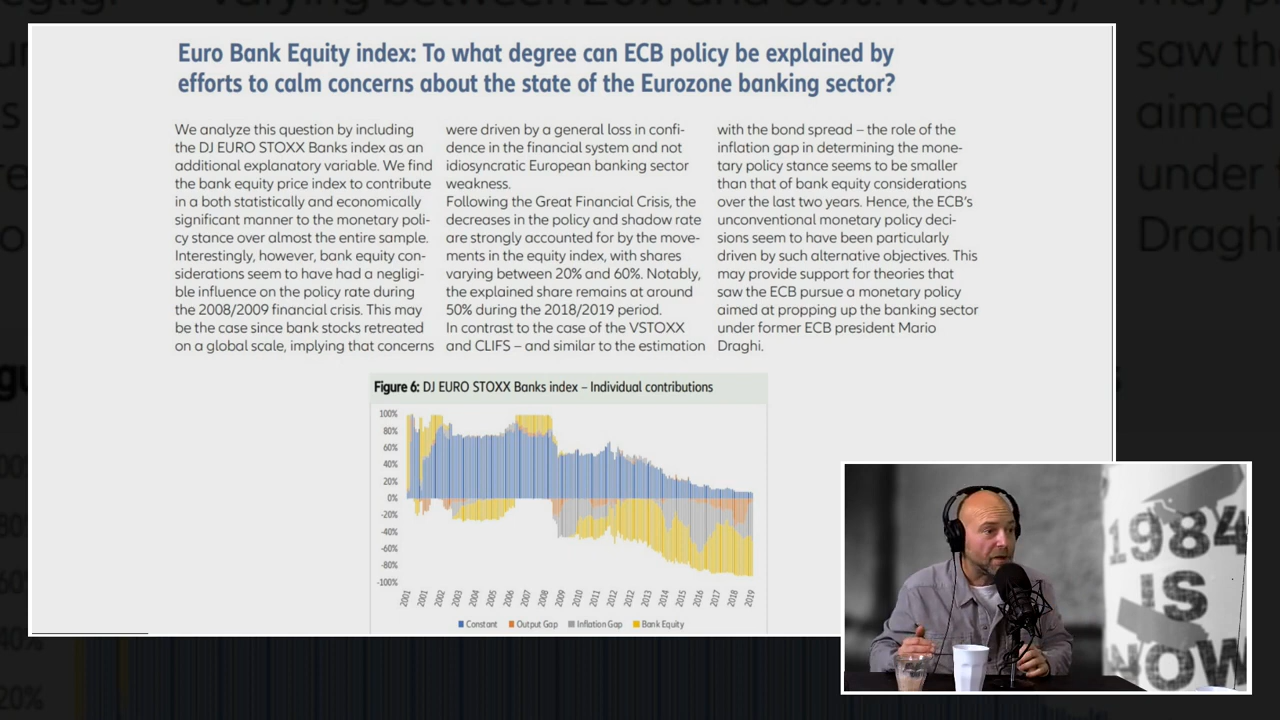 Euro Bank Equity index: To what degree can ECB policy be explained by
efforts to calm concerns about the state of the Eurozone banking sector?
We analyze this question by including
the DJ EURO STOXX Banks index as an
additional explanatory variable. We find
the bank equity price index to contribute
in a both statistically and economically
significant manner to the monetary poli-
cy stance over almost the entire sample.
Interestingly, however, bank equity con-
siderations seem to have had a negligi-
ble influence on the policy rate during
the 2008/2009 financial crisis. This may
be the case since bank stocks retreated
on a global scale, implying that concerns
were driven by a general loss in confi-
dence in the financial system and not
idiosyncratic European banking sector
weakness.
Following the Great Financial Crisis, the
decreases in the policy and shadow rate
are strongly accounted for by the move-
ments in the equity index, with shares
varying between 20% and 60%. Notably,
the explained share remains at around
50% during the 2018/2019 period.
In contrast to the case of the VSTOXX
and CLIFS – and similar to the estimation
with the bond spread – the role of the
inflation gap in determining the mone-
tary policy stance seems to be smaller
than that of bank equity considerations
over the last two years. Hence, the ECB's
unconventional monetary policy deci-
sions seem to have been particularly
driven by such alternative objectives. This
may provide support for theories that
saw the ECB pursue a monetary policy
aimed at propping up the banking sector
under former ECB president Mario
Draghi.
Figure 6: DJ EURO STOXX Banks index – Individual contributions
100%
80%
60%
40%
20%
0%
-20%
-40%
-60%
-80%
-100%
2001 2001 2002 2003 2004 2005 2006 2007 2008 2009 2010 2011 2012 2013 2014 2015 2016 2017 2018 2019
Constant Output Gap Inflation Gap Bank Equity
1984
IS
NOW
saw th
aimed
under
Draghi
40%
20%